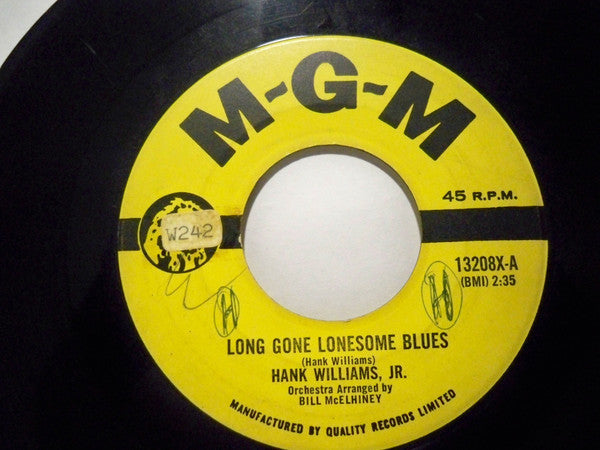 M-G-M
45 R.P.M.
W242
13208X-A
(BMI) 2:35
H
H
LONG GONE LONESOME BLUES
(Hank Williams)
HANK WILLIAMS, JR.
Orchestra Arranged by
BILL McELHINEY
MANUFACTURED BY QUALITY RECORDS LIMITED